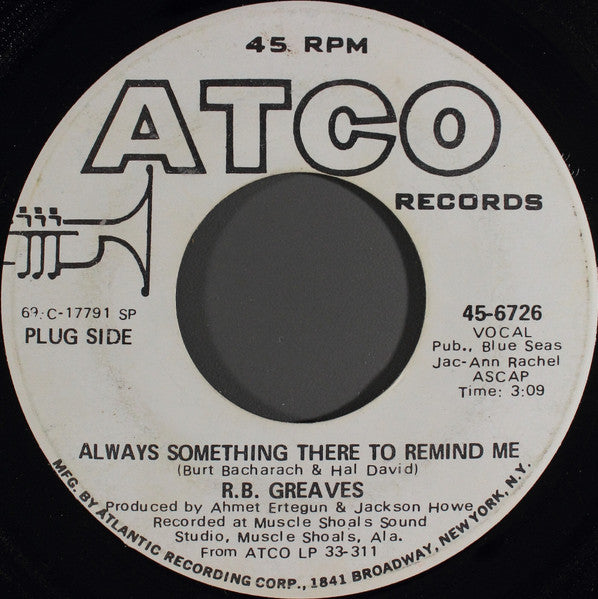 45 RPM
ATCO
RECORDS
69-C-17791 SP
PLUG SIDE
45-6726
VOCAL
Pub., Blue Seas
Jac-Ann Rachel
ASCAP
Time: 3:09
ALWAYS SOMETHING THERE TO REMIND ME
(Burt Bacharach & Hal David)
R.B. GREAVES
Produced by Ahmet Ertegun & Jackson Howe
Recorded at Muscle Shoals Sound
Studio, Muscle Shoals, Ala.
From ATCO LP 33-311
MFG. BY ATLANTIC RECORDING CORP., 1841 BROADWAY, NEW YORK, N.Y.